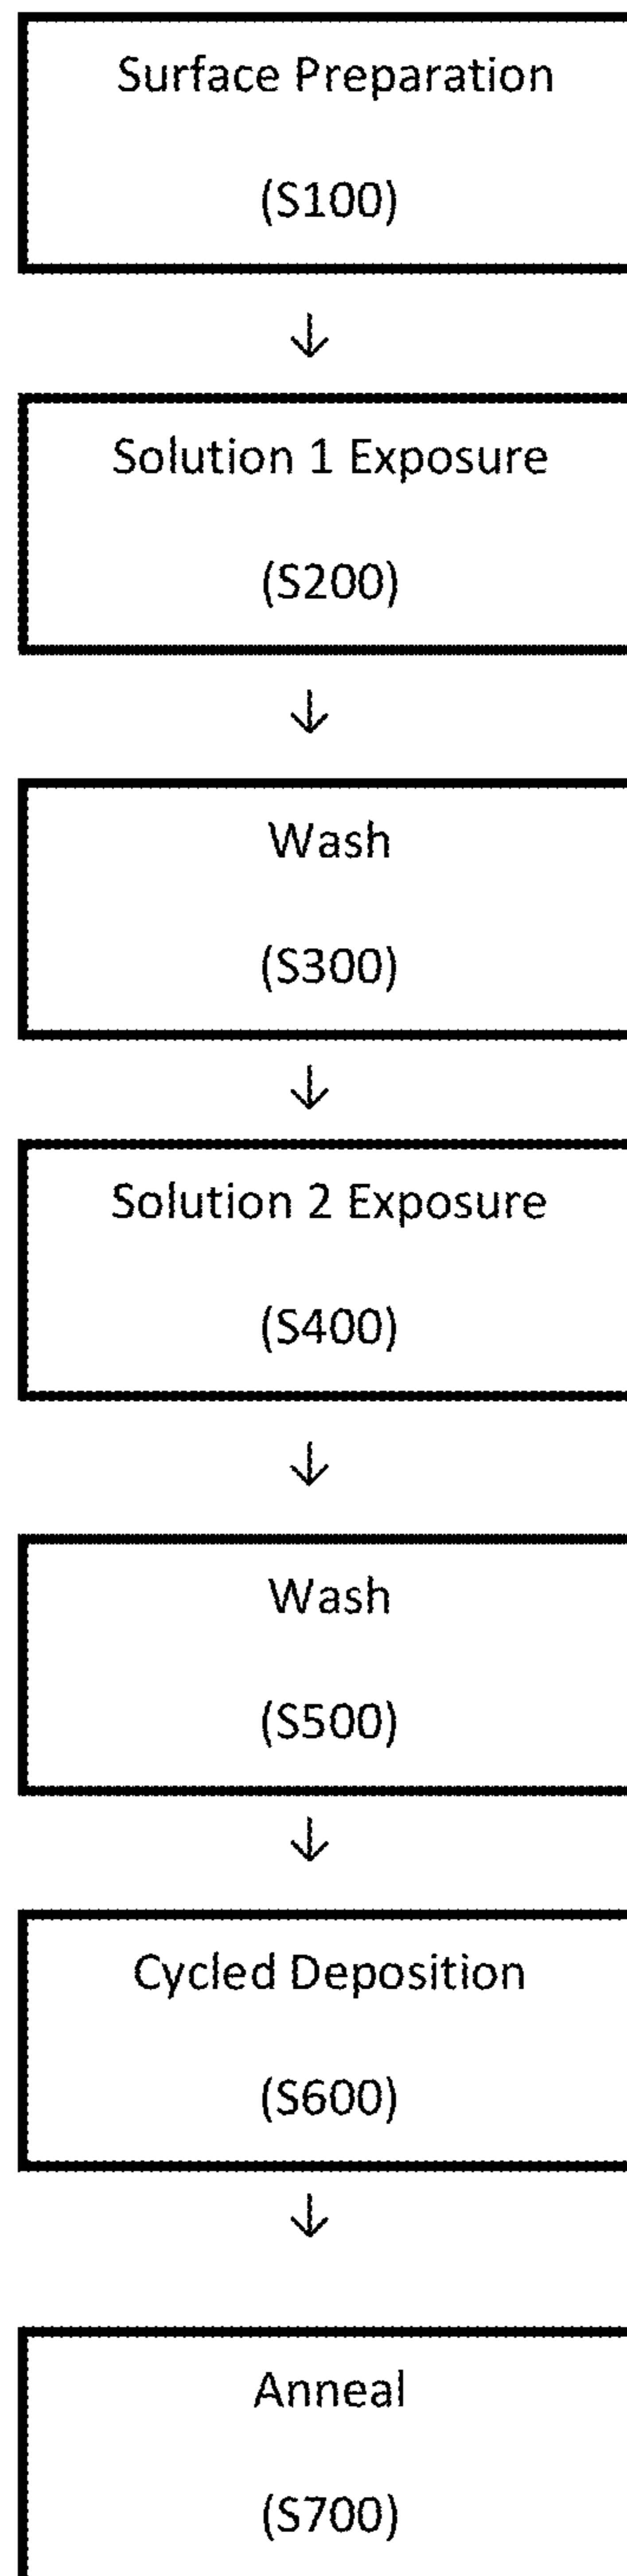 Surface Preparation
(S100)
↓
Solution 1 Exposure
(S200)
↓
Wash
(S300)
↓
Solution 2 Exposure
(S400)
↓
Wash
(S500)
↓
Cycled Deposition
(S600)
↓
Anneal
(S700)